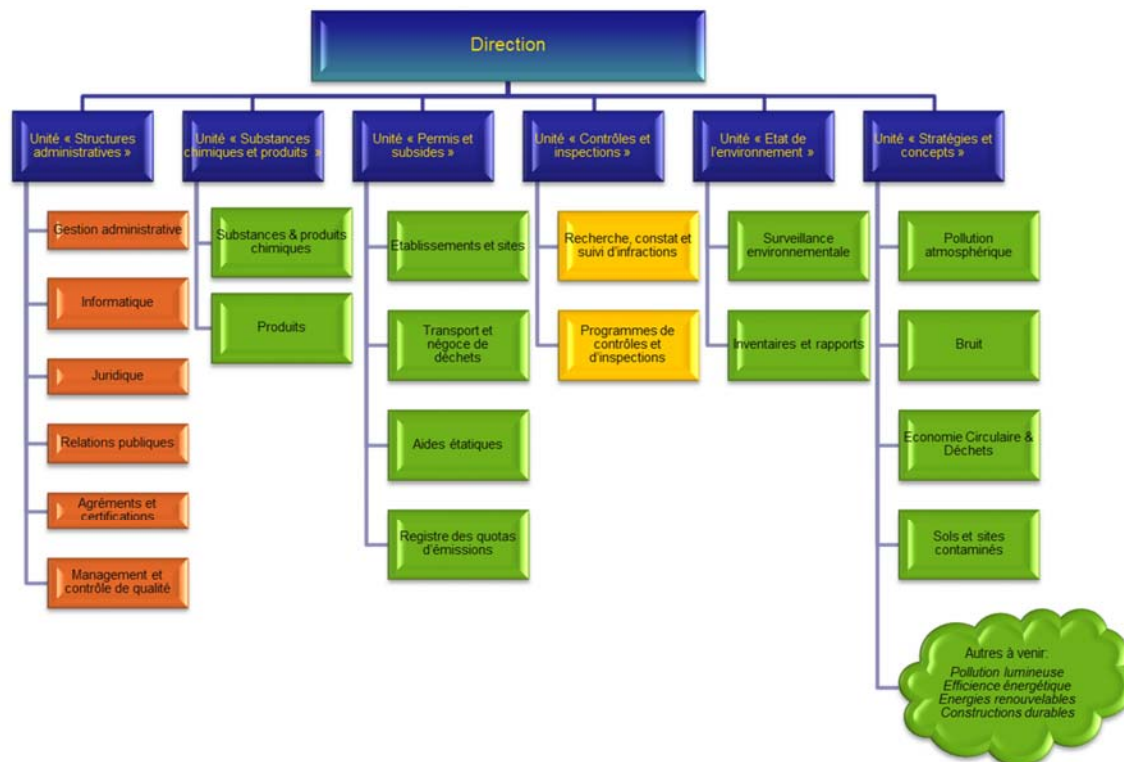 Direction
Unité « Structures
administratives »
Unité « Substances
chimiques et produits »
Unité « Permis et
subsides »
Unité « Contrôles et
inspections »
Unité « Etat de
l'environnement »
Unité « Stratégies et
concepts »
Gestion administrative
Informatique
Juridique
Relations publiques
Agréments et
certifications
Management et
contrôle de qualité
Substances & produits
chimiques
Produits
Etablissements et sites
Transport et
négoce de
déchets
Aides étatiques
Registre des quotas
d'émissions
Recherche, constat et
suivi d'infractions
Programmes de
contrôles et
d'inspections
Surveillance
environnementale
Inventaires et rapports
Pollution
atmosphérique
Bruit
Economie Circulaire &
Déchets
Sols et sites
contaminés
Autres à venir:
Pollution lumineuse
Efficience énergétique
Energies renouvelables
Constructions durables